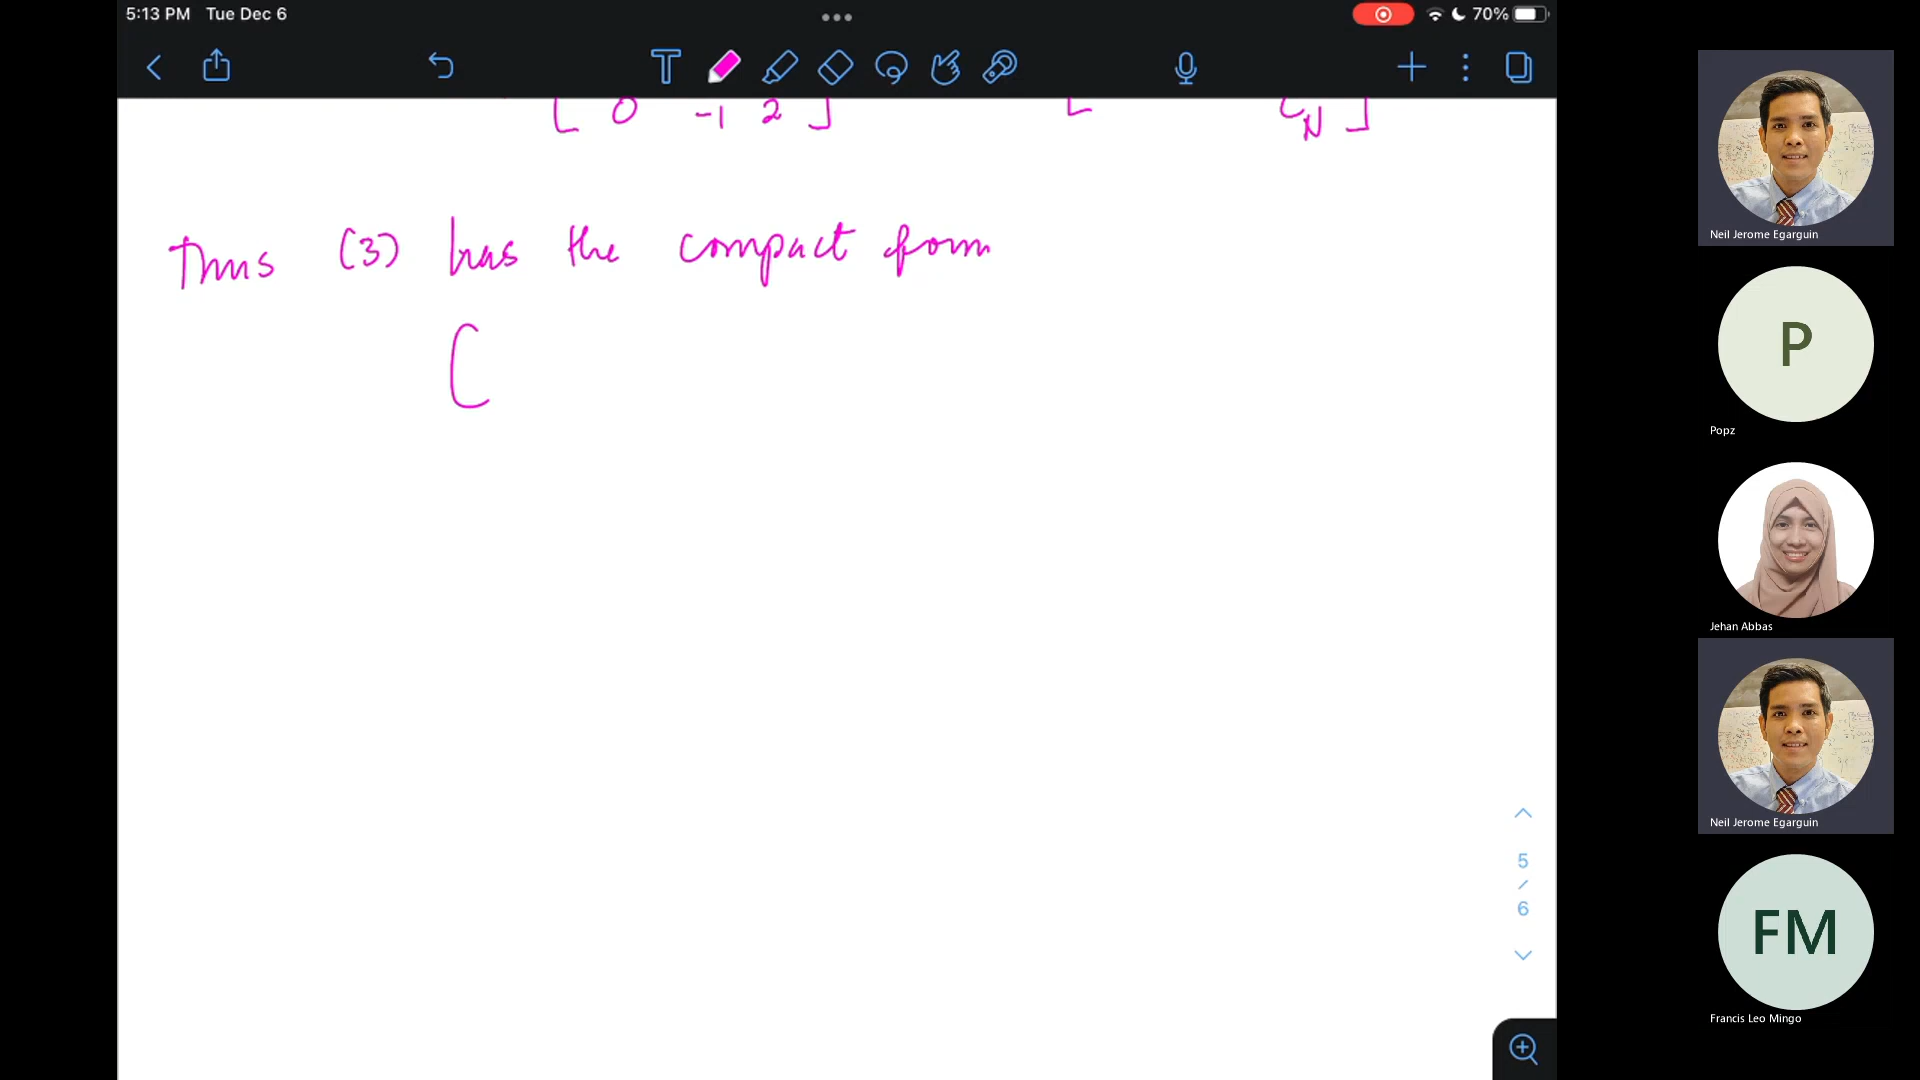 5:13 PM Tue Dec 6
70%
[ 0 -1 2 ] [ C_N ]
Thus (3) has the compact form
[
5
/
6
Neil Jerome Egarguin
P
Popz
Jehan Abbas
Neil Jerome Egarguin
FM
Francis Leo Mingo